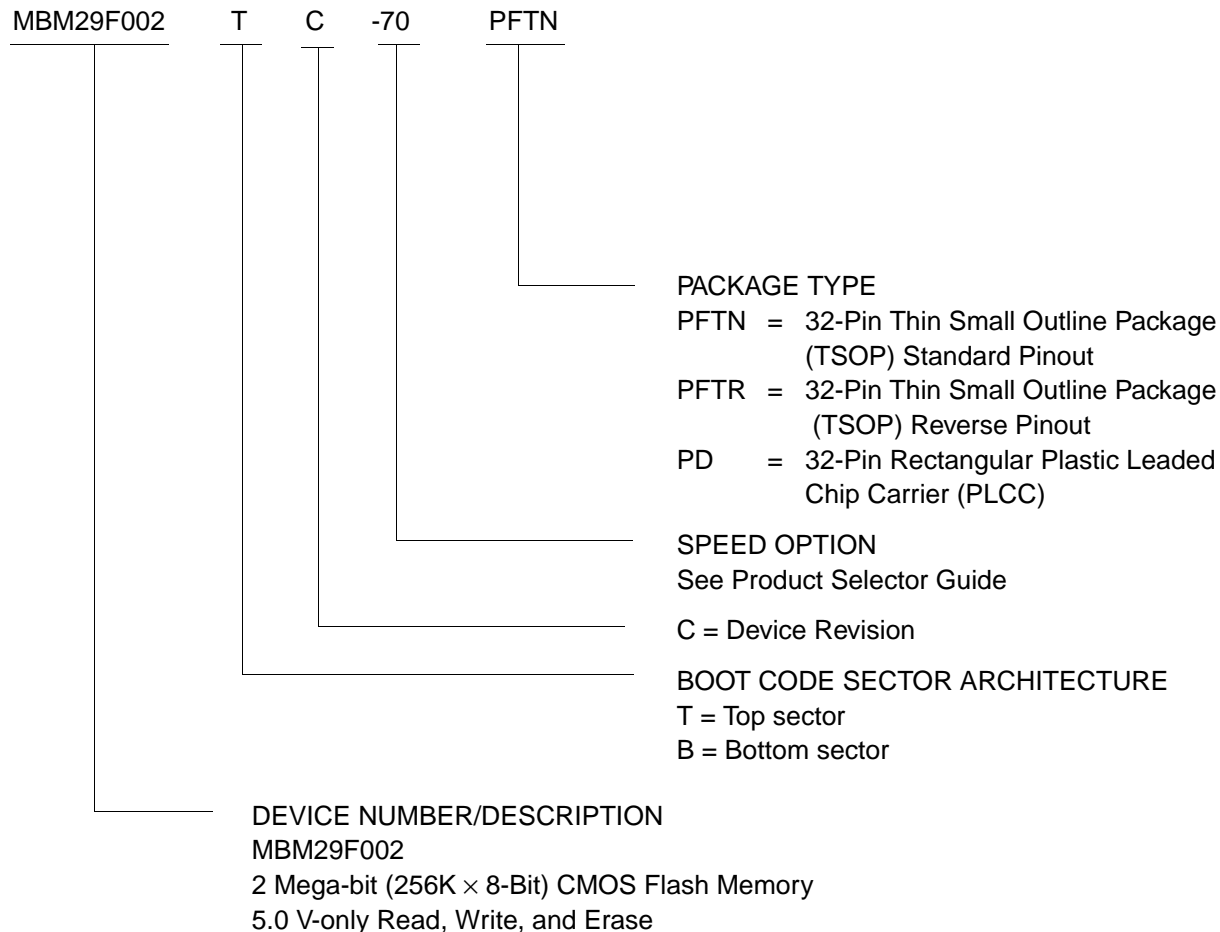 MBM29F002 T C -70 PFTN
PACKAGE TYPE
PFTN = 32-Pin Thin Small Outline Package
(TSOP) Standard Pinout
PFTR = 32-Pin Thin Small Outline Package
(TSOP) Reverse Pinout
PD = 32-Pin Rectangular Plastic Leaded
Chip Carrier (PLCC)
SPEED OPTION
See Product Selector Guide
C = Device Revision
BOOT CODE SECTOR ARCHITECTURE
T = Top sector
B = Bottom sector
DEVICE NUMBER/DESCRIPTION
MBM29F002
2 Mega-bit (256K × 8-Bit) CMOS Flash Memory
5.0 V-only Read, Write, and Erase